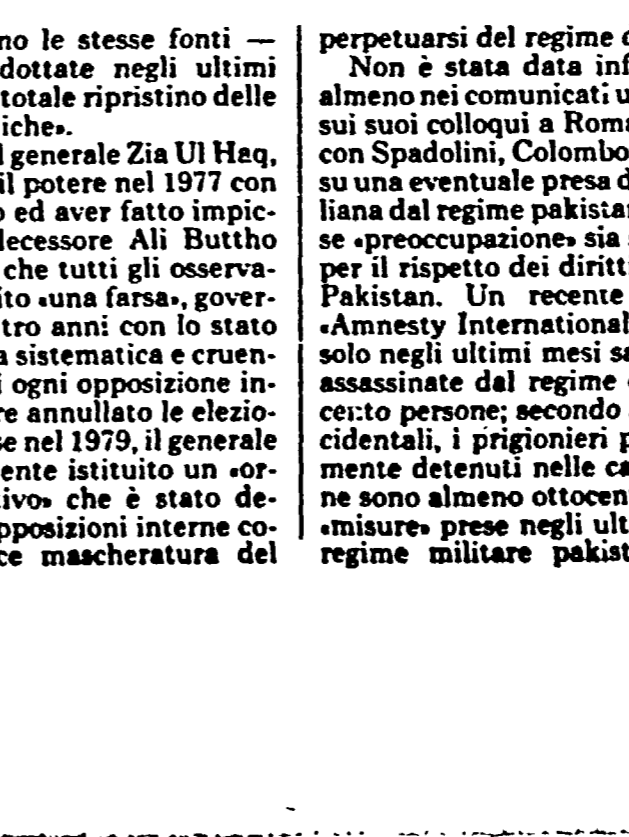 no le stesse fonti —
dottate negli ultimi
totale ripristino delle
iche».
l generale Zia Ul Haq,
il potere nel 1977 con
o ed aver fatto impic-
decessore Ali Buttho
che tutti gli osserva-
ito «una farsa», gover-
tro anni con lo stato
a sistematica e cruen-
i ogni opposizione in-
re annullato le elezio-
se nel 1979, il generale
ente istituito un «or-
ivo» che è stato de-
pposizioni interne co-
ce mascheratura del
perpetuarsi del regime
Non è stata data inf
almeno nei comunicati u
sui suoi colloqui a Roma
con Spadolini, Colombo
su una eventuale presa d
liana dal regime pakistan
se «preoccupazione» sia
per il rispetto dei diritti
Pakistan. Un recente
«Amnesty International
solo negli ultimi mesi sa
assassinate dal regime
cento persone; secondo
cidentali, i prigionieri p
mente detenuti nelle ca
ne sono almeno ottocent
«misure» prese negli ult
regime militare pakist